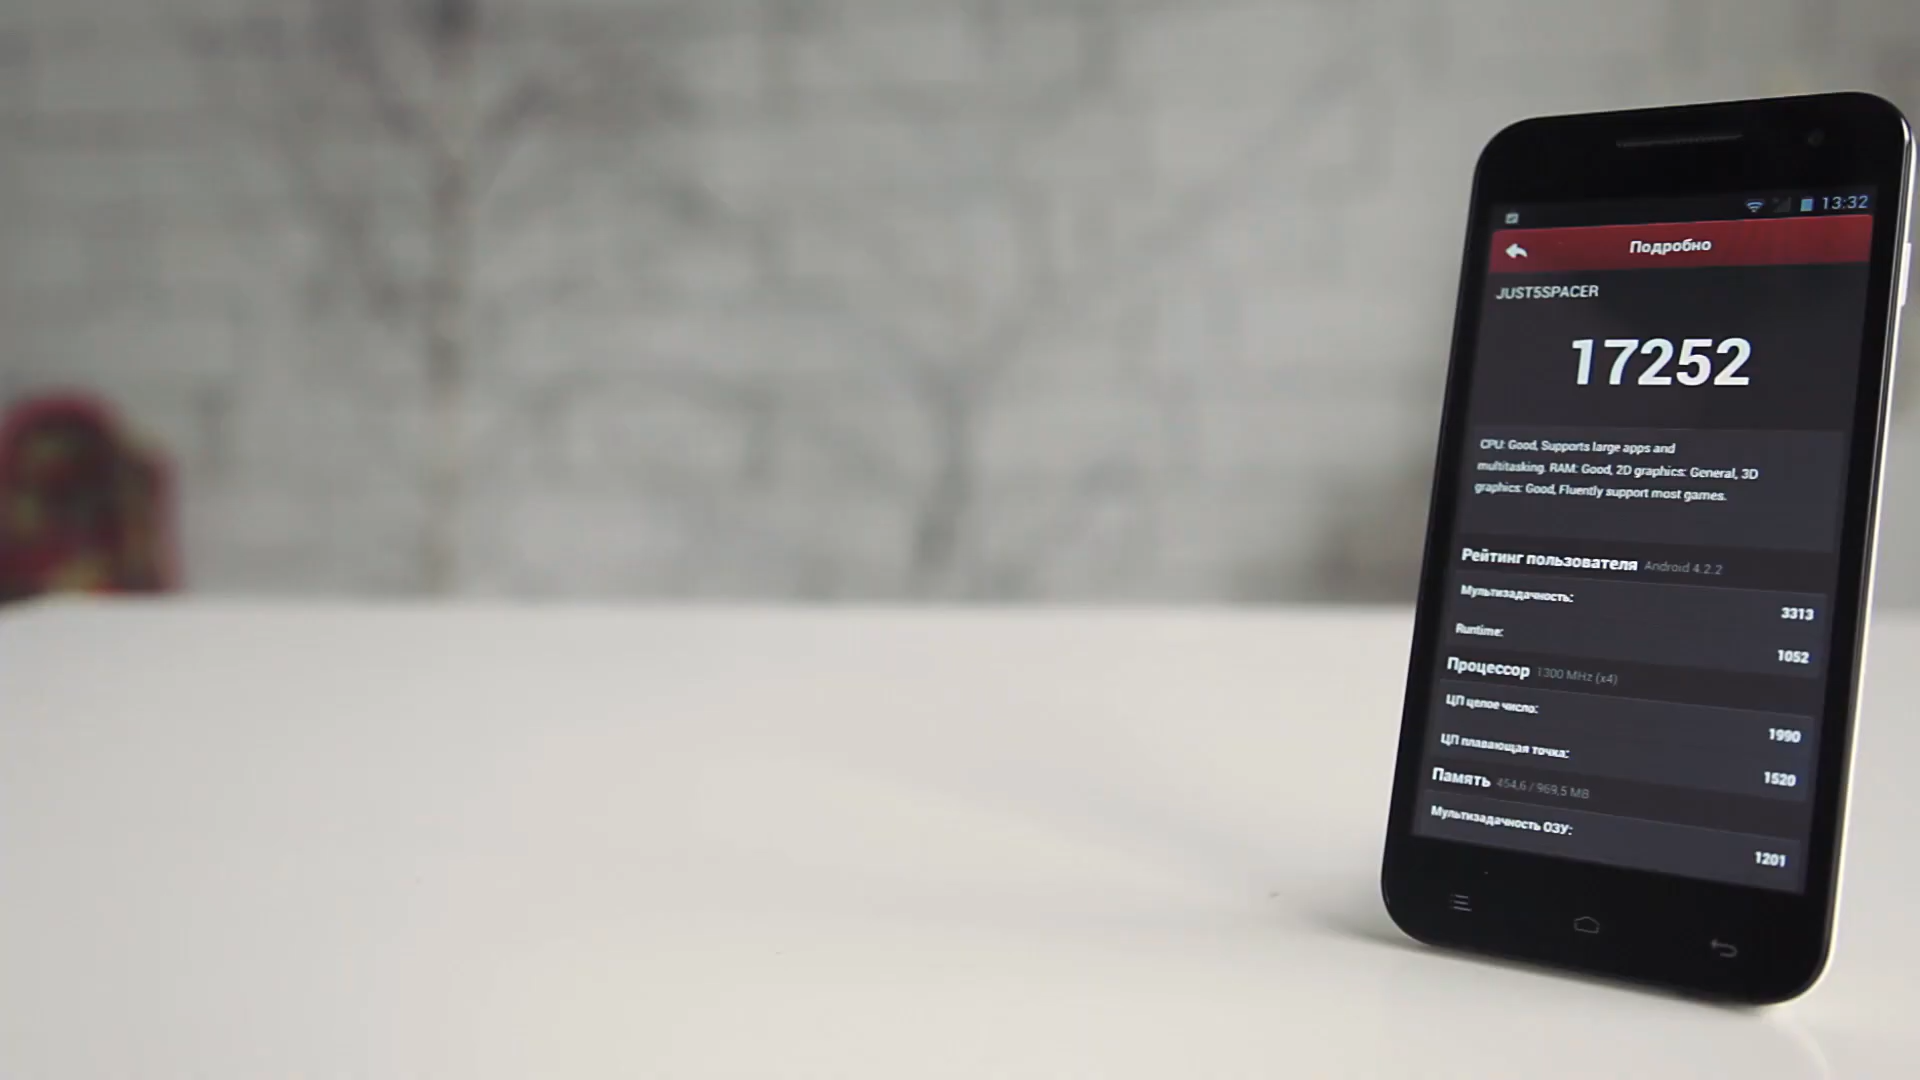 13:32
Подробно
JUST5SPACER
17252
CPU: Good, Supports large apps and
multitasking. RAM: Good, 2D graphics: General, 3D
graphics: Good, Fluently support most games.
Рейтинг пользователя Android 4.2.2
Мультизадачность: 3313
Runtime: 1052
Процессор 1300 MHz (x4)
ЦП целое число: 1990
ЦП плавающая точка: 1520
Память 454,6 / 969,5 MB
Мультизадачность ОЗУ: 1201